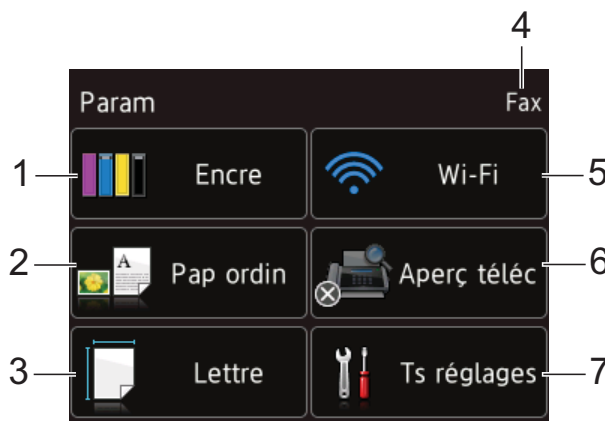 4
Param Fax
1 Encre Wi-Fi 5
2 A Pap ordin Aperç téléc 6
3 Lettre Ts réglages 7